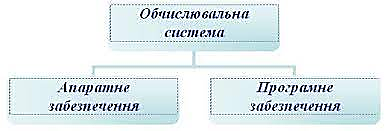 Обчислювальна
система
Апаратне
забезпечення
Програмне
забезпечення